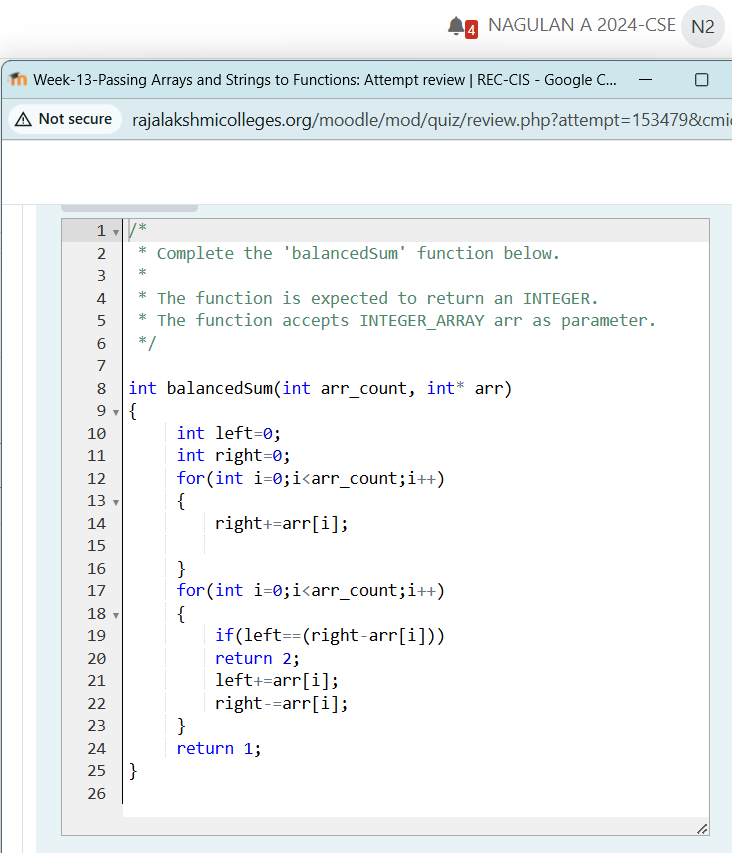 4 NAGULAN A 2024-CSE N2
Week-13-Passing Arrays and Strings to Functions: Attempt review | REC-CIS - Google C...
Not secure rajalakshmicolleges.org/moodle/mod/quiz/review.php?attempt=153479&cmi
1 /*
2  * Complete the 'balancedSum' function below.
3  *
4  * The function is expected to return an INTEGER.
5  * The function accepts INTEGER_ARRAY arr as parameter.
6  */
7
8 int balancedSum(int arr_count, int* arr)
9 {
10      int left=0;
11      int right=0;
12      for(int i=0;i<arr_count;i++)
13      {
14          right+=arr[i];
15
16      }
17      for(int i=0;i<arr_count;i++)
18      {
19          if(left==(right-arr[i]))
20          return 2;
21          left+=arr[i];
22          right-=arr[i];
23      }
24      return 1;
25 }
26